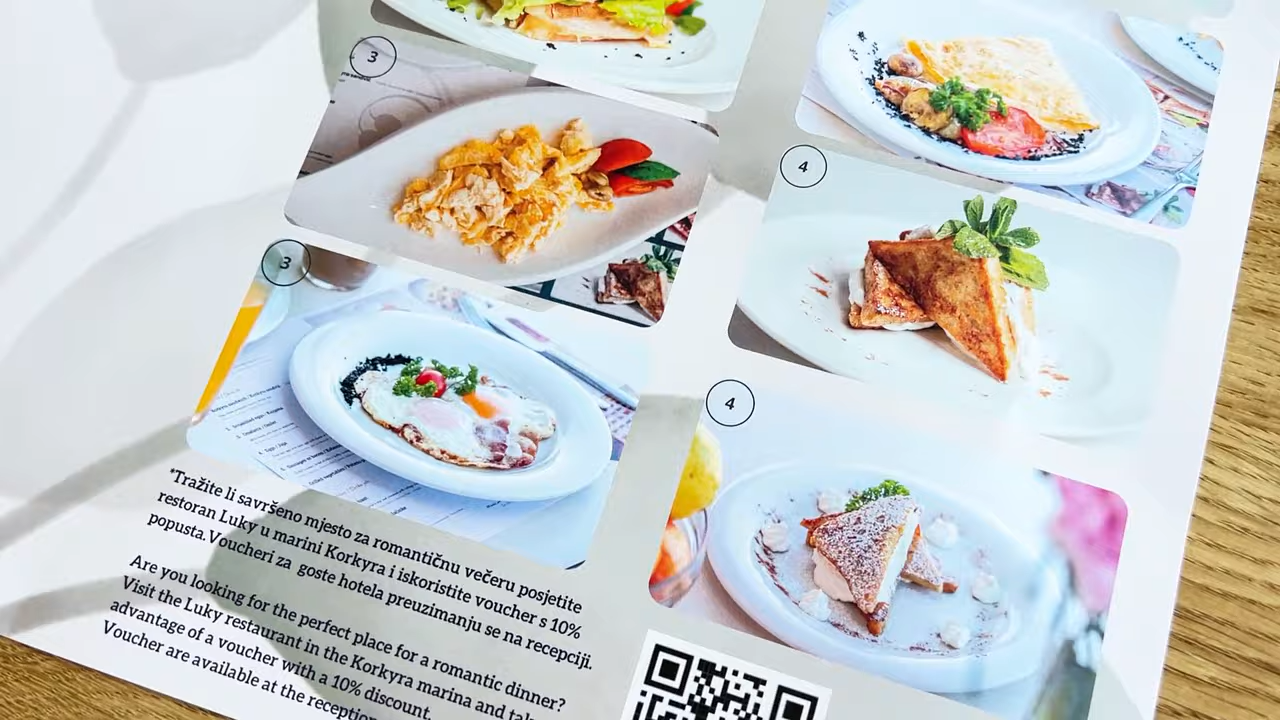 3
4
3
4
*Tražite li savršeno mjesto za romantičnu večeru posjetite
restoran Luky u marini Korkyra i iskoristite voucher s 10%
popusta.Voucheri za goste hotela preuzimanju se na recepciji.
Are you looking for the perfect place for a romantic dinner?
Visit the Luky restaurant in the Korkyra marina and tak
advantage of a voucher with a 10% discount.
Voucher are available at the reception